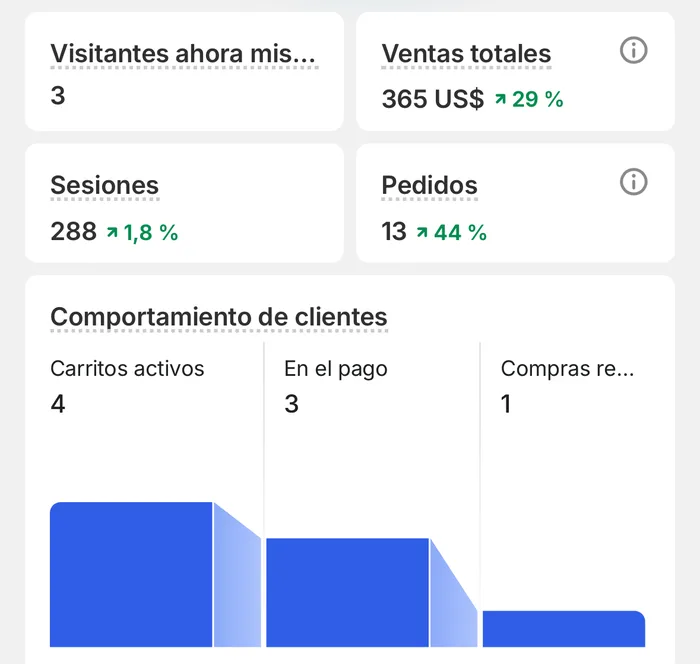 Visitantes ahora mis...
3
Ventas totales
365 US$ 29 %
Sesiones
288 1,8 %
Pedidos
13 44 %
Comportamiento de clientes
Carritos activos
4
En el pago
3
Compras re...
1